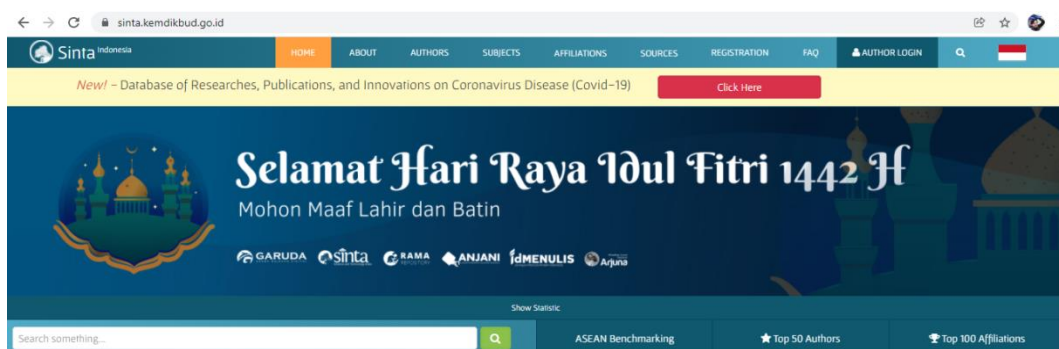 sinta.kemdikbud.go.id
Sinta Indonesia HOME ABOUT AUTHORS SUBJECTS AFFILIATIONS SOURCES REGISTRATION FAQ AUTHOR LOGIN
New! - Database of Researches, Publications, and Innovations on Coronavirus Disease (Covid-19) Click Here
Selamat Hari Raya Idul Fitri 1442 H
Mohon Maaf Lahir dan Batin
GARUDA sinta RAMA ANJANI idMENULIS Arjuna
Show Statistic
Search something... ASEAN Benchmarking Top 50 Authors Top 100 Affiliations